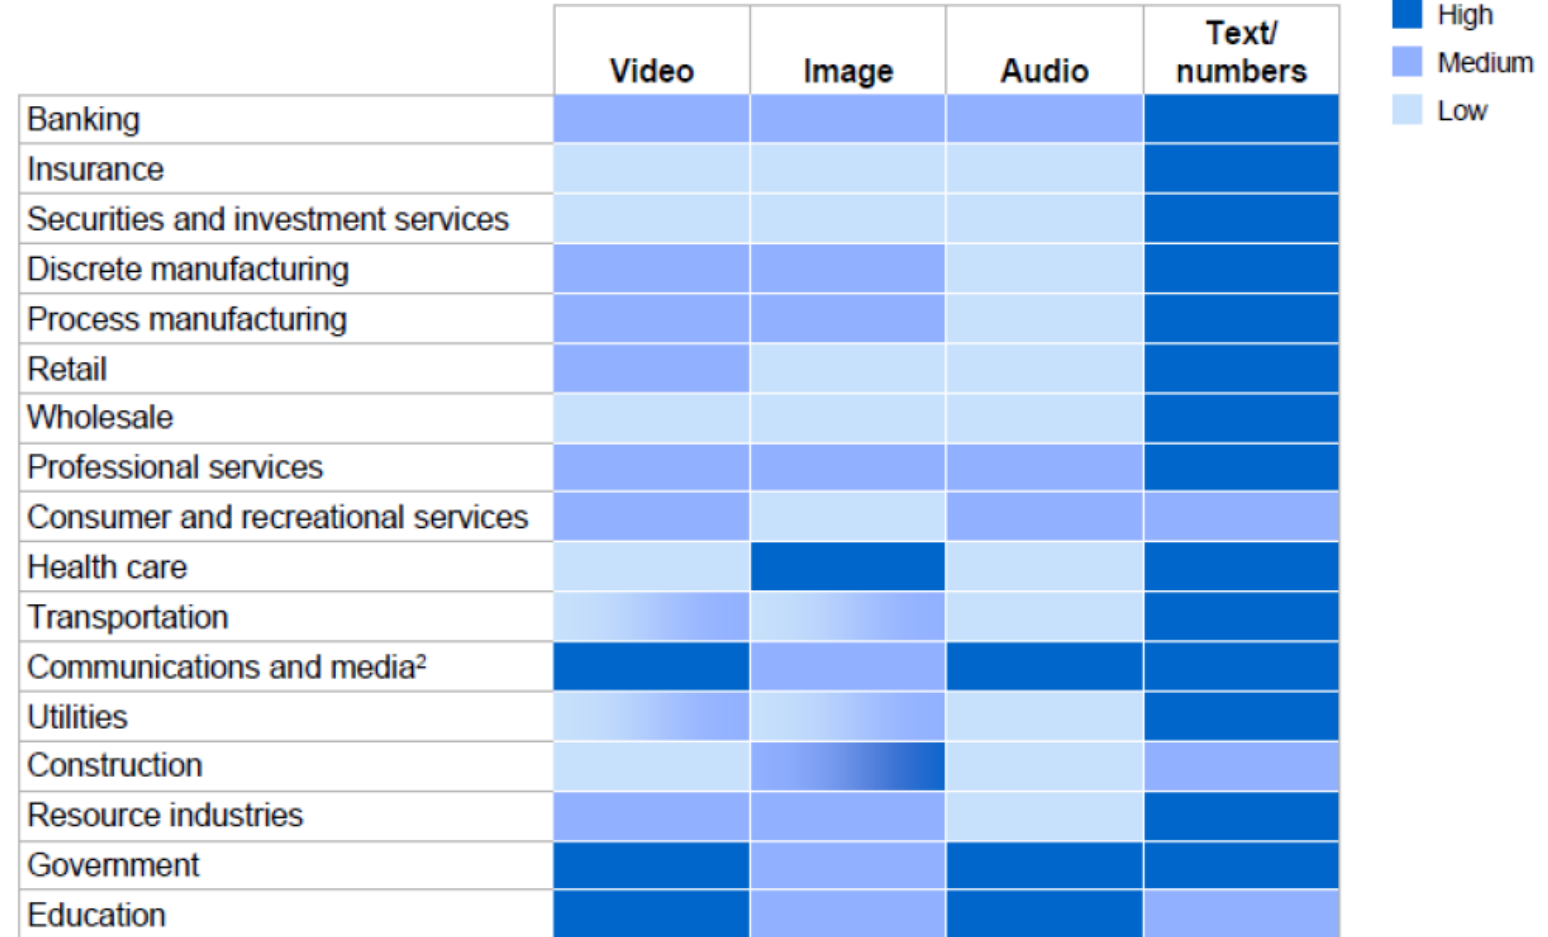 Video
Image
Audio
Text/
numbers
High
Medium
Low
Banking
Insurance
Securities and investment services
Discrete manufacturing
Process manufacturing
Retail
Wholesale
Professional services
Consumer and recreational services
Health care
Transportation
Communications and media²
Utilities
Construction
Resource industries
Government
Education